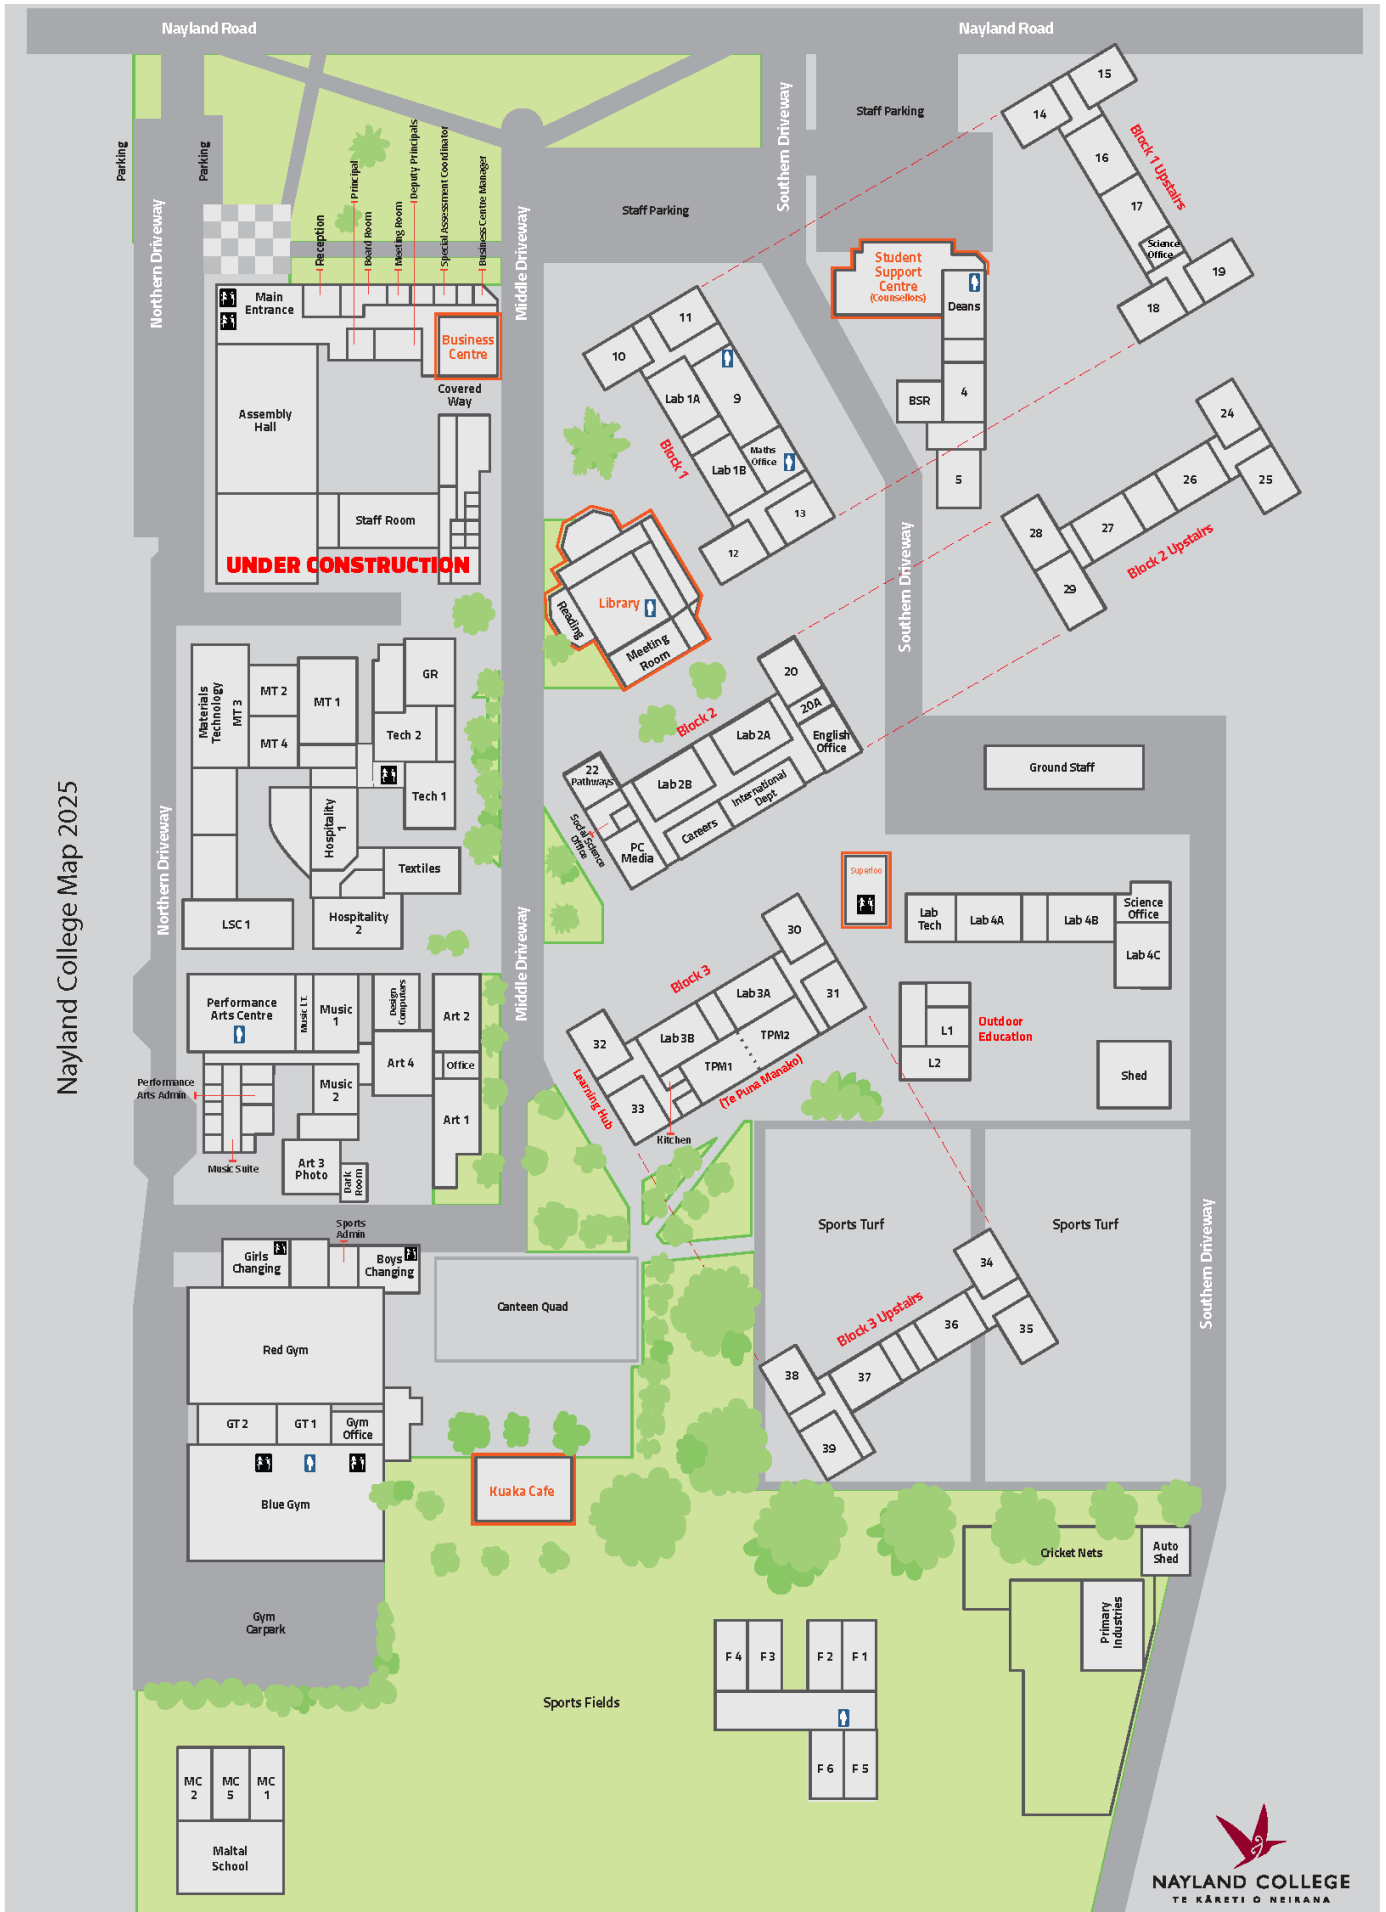 Nayland Road
Nayland Road
Parking
Parking
Northern Driveway
Principal
Deputy Principals
Special Assessment Coordinator
Business Centre Manager
Reception
Board Room
Meeting Room
Middle Driveway
Staff Parking
Southern Driveway
Staff Parking
14
15
Block 1 Upstairs
16
17
Science
Office
18
19
Main
Entrance
Business
Centre
Covered
Way
Assembly
Hall
Staff Room
UNDER CONSTRUCTION
Student
Support
Centre
(Counsellors)
Deans
BSR
4
5
10
11
Lab 1A
9
Block 1
Lab 1B
Maths
Office
12
13
Library
Reading
Meeting
Room
Southern Driveway
24
25
26
27
28
29
Block 2 Upstairs
Materials
Technology
MT 3
MT 2
MT 1
MT 4
GR
Tech 2
Tech 1
Hospitality
1
Textiles
Hospitality
2
LSC 1
Northern Driveway
Nayland College Map 2025
Block 2
20
20A
English
Office
Lab 2A
Lab 2B
22
Pathways
Social Science
Office
PC
Media
Careers
International
Dept
Ground Staff
Superloo
Lab
Tech
Lab 4A
Lab 4B
Science
Office
Lab 4C
Middle Driveway
Performance
Arts Centre
Music Lt.
Music
1
Design
Computers
Art 2
Office
Art 4
Art 1
Music
2
Performance
Arts Admin
Music Suite
Art 3
Photo
Dark
Room
Block 3
30
31
Lab 3A
Lab 3B
TPM2
TPM1
32
33
Learning Hub
(Te Puna Manako)
Kitchen
L1
L2
Outdoor
Education
Shed
Sports
Admin
Girls
Changing
Boys
Changing
Red Gym
GT 2
GT 1
Gym
Office
Blue Gym
Gym
Carpark
Canteen Quad
Kuaka Cafe
Sports Turf
Sports Turf
Southern Driveway
34
35
36
37
38
39
Block 3 Upstairs
Cricket Nets
Auto
Shed
Primary
Industries
F 4
F 3
F 2
F 1
F 6
F 5
Sports Fields
MC
2
MC
5
MC
1
Maltal
School
NAYLAND COLLEGE
TE KĀRETI O NEIRANA